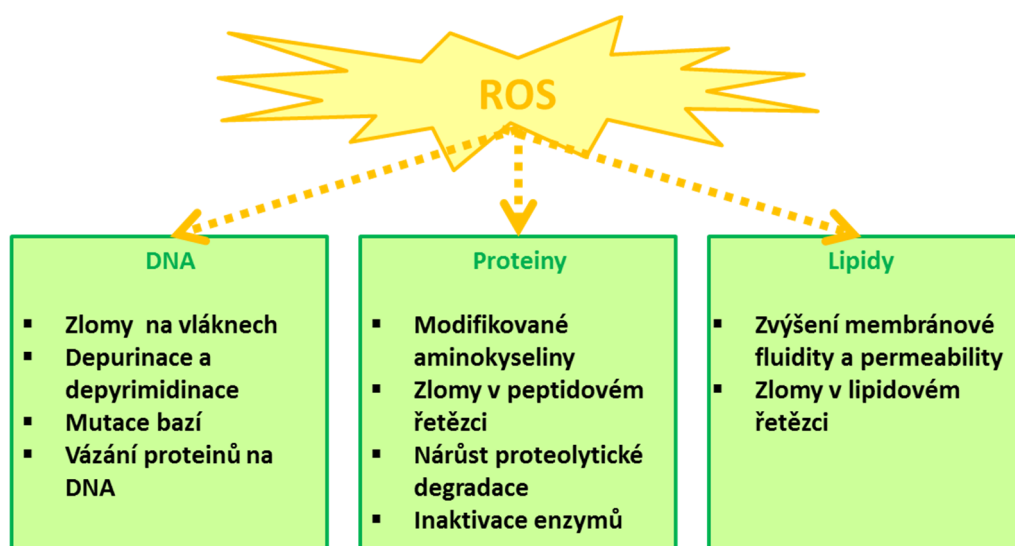 ROS
DNA
Zlomy na vláknech
Depurinace a
depyrimidinace
Mutace bazí
Vázání proteinů na
DNA
Proteiny
Modifikované
aminokyseliny
Zlomy v peptidovém
řetězci
Nárůst proteolytické
degradace
Inaktivace enzymů
Lipidy
Zvýšení membránové
fluidity a permeability
Zlomy v lipidovém
řetězci